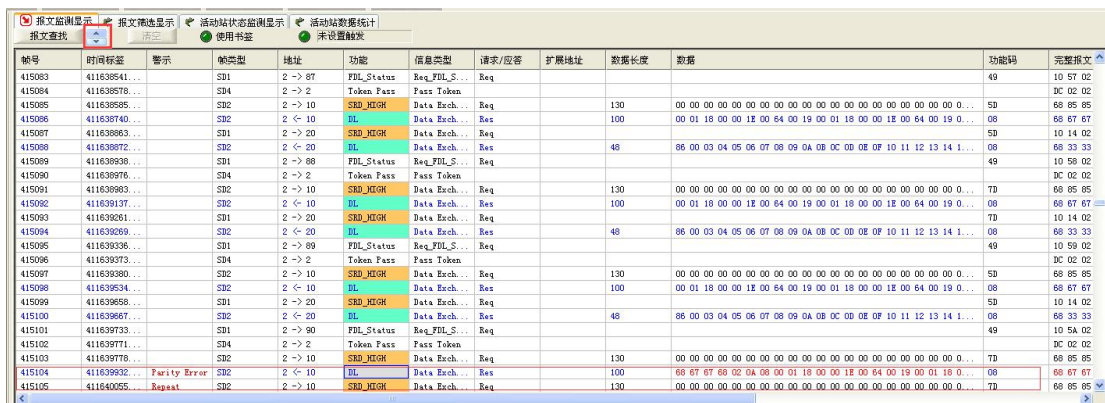 报文监测显示 报文筛选显示 活动站状态监测显示 活动站数据统计
报文查找 清空 使用书签 未设置触发
帧号 时间标签 警示 帧类型 地址 功能 信息类型 请求/应答 扩展地址 数据长度 数据 功能码 完整报文
415083 411638541... SD1 2 -> 87 FDL_Status Req_FDL_S... Req 49 10 57 02
415084 411638578... SD4 2 -> 2 Token Pass Pass Token DC 02 02
415085 411638585... SD2 2 -> 10 SRD_HIGH Data Exch... Req 130 00 00 00 00 00 00 00 00 00 00 00 00 00 00 00 00 00 00 0... 5D 68 85 85
415086 411638740... SD2 2 <- 10 DL Data Exch... Res 100 00 01 18 00 00 1E 00 64 00 19 00 01 18 00 00 1E 00 64 00 19 0... 08 68 67 67
415087 411638863... SD1 2 -> 20 SRD_HIGH Data Exch... Req 5D 10 14 02
415088 411638872... SD2 2 <- 20 DL Data Exch... Res 48 86 00 03 04 05 06 07 08 09 0A 0B 0C 0D 0E 0F 10 11 12 13 14 1... 08 68 33 33
415089 411638938... SD1 2 -> 88 FDL_Status Req_FDL_S... Req 49 10 58 02
415090 411638976... SD4 2 -> 2 Token Pass Pass Token DC 02 02
415091 411638983... SD2 2 -> 10 SRD_HIGH Data Exch... Req 130 00 00 00 00 00 00 00 00 00 00 00 00 00 00 00 00 00 00 0... 7D 68 85 85
415092 411639137... SD2 2 <- 10 DL Data Exch... Res 100 00 01 18 00 00 1E 00 64 00 19 00 01 18 00 00 1E 00 64 00 19 0... 08 68 67 67
415093 411639261... SD1 2 -> 20 SRD_HIGH Data Exch... Req 7D 10 14 02
415094 411639269... SD2 2 <- 20 DL Data Exch... Res 48 86 00 03 04 05 06 07 08 09 0A 0B 0C 0D 0E 0F 10 11 12 13 14 1... 08 68 33 33
415095 411639336... SD1 2 -> 89 FDL_Status Req_FDL_S... Req 49 10 59 02
415096 411639373... SD4 2 -> 2 Token Pass Pass Token DC 02 02
415097 411639380... SD2 2 -> 10 SRD_HIGH Data Exch... Req 130 00 00 00 00 00 00 00 00 00 00 00 00 00 00 00 00 00 00 0... 5D 68 85 85
415098 411639534... SD2 2 <- 10 DL Data Exch... Res 100 00 01 18 00 00 1E 00 64 00 19 00 01 18 00 00 1E 00 64 00 19 0... 08 68 67 67
415099 411639658... SD1 2 -> 20 SRD_HIGH Data Exch... Req 5D 10 14 02
415100 411639667... SD2 2 <- 20 DL Data Exch... Res 48 86 00 03 04 05 06 07 08 09 0A 0B 0C 0D 0E 0F 10 11 12 13 14 1... 08 68 33 33
415101 411639733... SD1 2 -> 90 FDL_Status Req_FDL_S... Req 49 10 5A 02
415102 411639771... SD4 2 -> 2 Token Pass Pass Token DC 02 02
415103 411639778... SD2 2 -> 10 SRD_HIGH Data Exch... Req 130 00 00 00 00 00 00 00 00 00 00 00 00 00 00 00 00 00 00 0... 7D 68 85 85
415104 411639932... Parity Error SD2 2 <- 10 DL Data Exch... Res 100 68 67 67 68 02 0A 08 00 01 18 00 00 1E 00 64 00 19 00 01 18 0... 08 68 67 67
415105 411640055... Repeat SD2 2 -> 10 SRD_HIGH Data Exch... Req 130 00 00 00 00 00 00 00 00 00 00 00 00 00 00 00 00 00 00 0... 7D 68 85 85